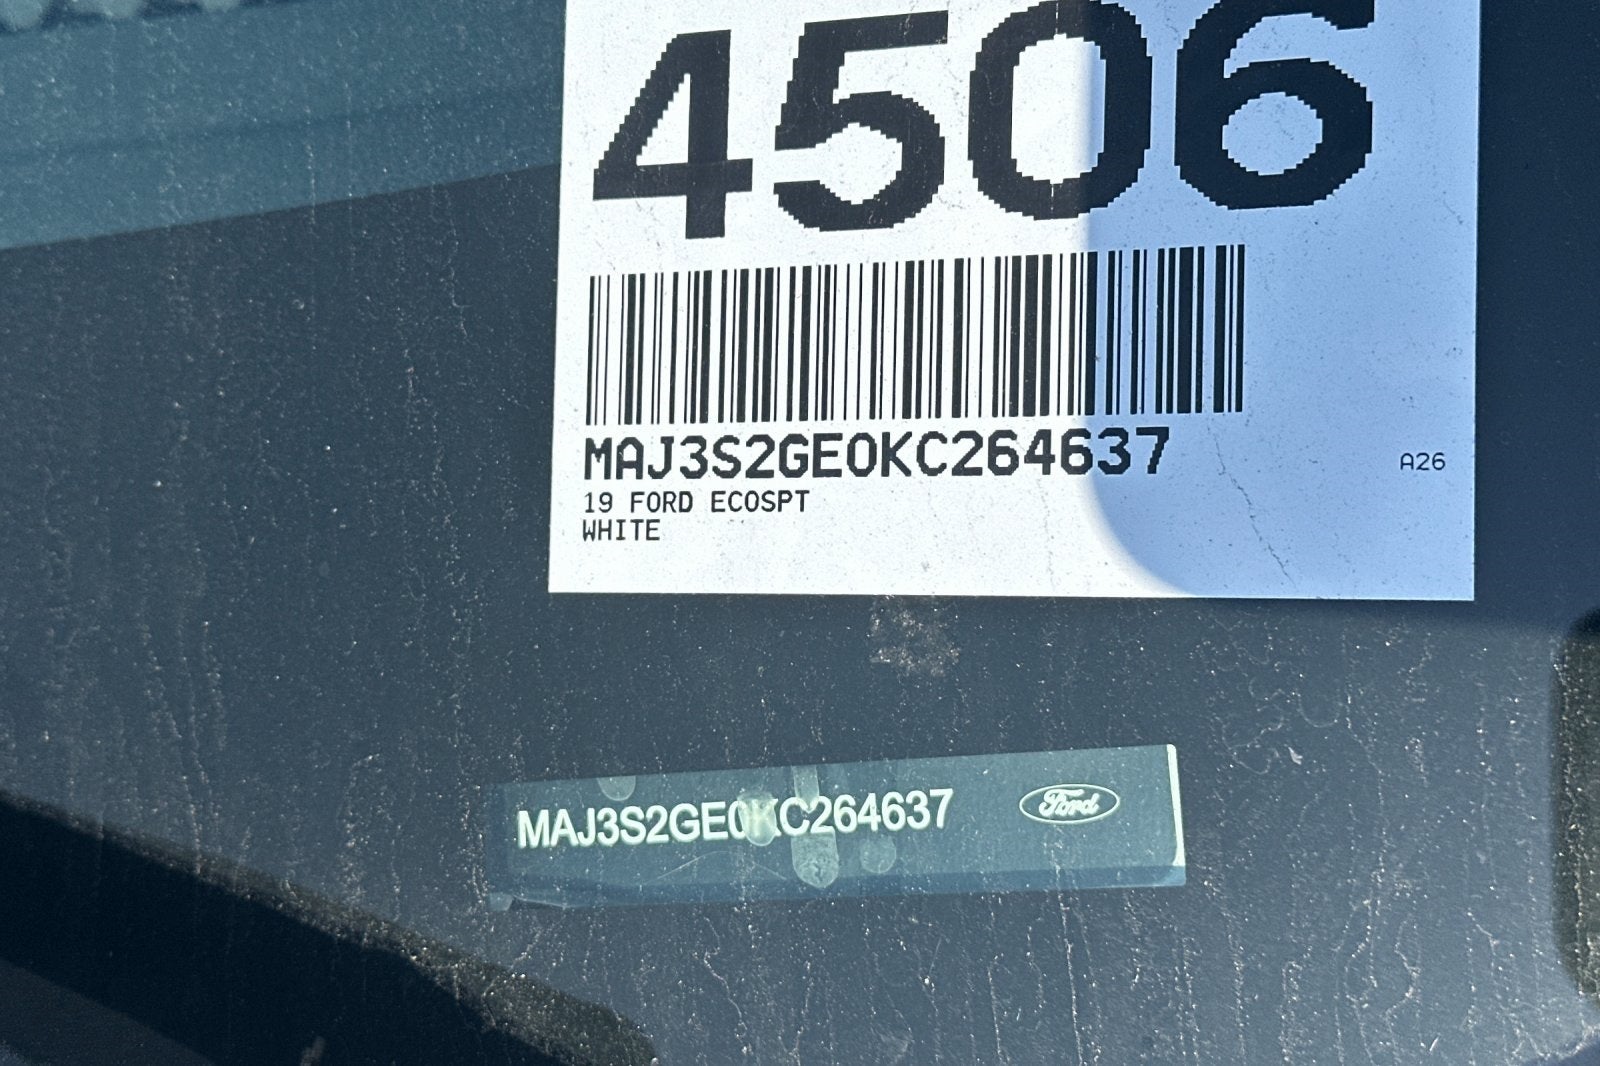 4506
MAJ3S2GE0KC264637
A26
19 FORD ECOSPT
WHITE
MAJ3S2GE0KC264637
Ford